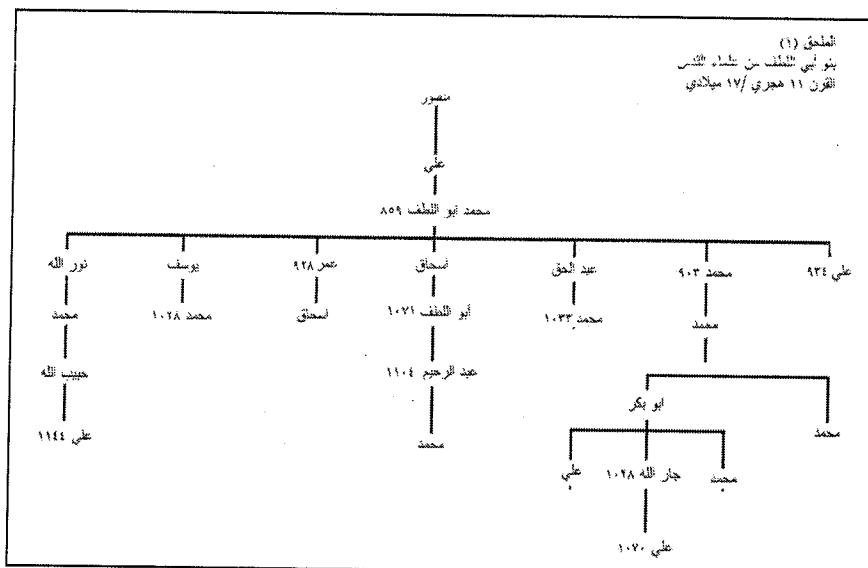 الملحق (١)
بنو أبي اللطف من علماء القدس
القرن ١١ هجري /١٧ ميلادي
منصور
علي
محمد ابو اللطف ٨٥٩
علي ٩٣٤
محمد ٩٠٣
عبد الحق
اسحاق
عمر ٩٢٨
يوسف
نور الله
محمد
محمد ١٠٣٣
أبو اللطف ١٠٧١
اسحاق
محمد ١٠٢٨
محمد
عبد الرحيم ١١٠٤
حبيب الله
محمد
ابو بكر
محمد
علي ١١٤٤
محمد
جار الله ١٠٢٨
علي
علي ١٠٧٠